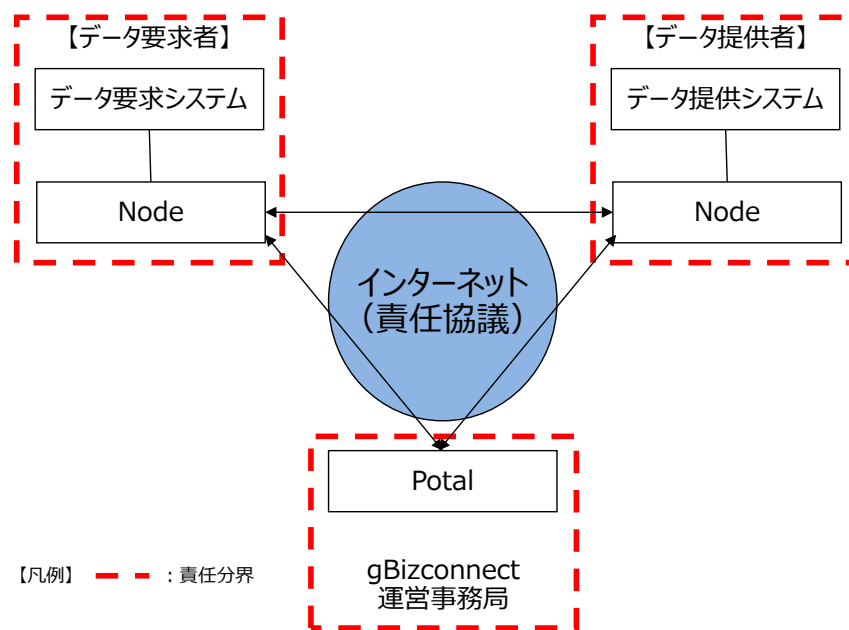 【データ要求者】
データ要求システム
Node
【データ提供者】
データ提供システム
Node
インターネット
（責任協議）
Potal
gBizconnect
運営事務局
【凡例】 ：責任分界